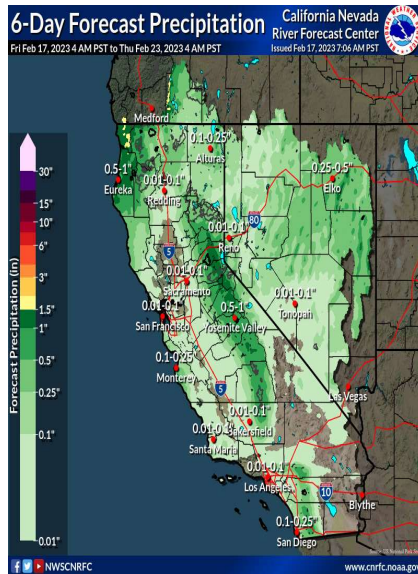 6-Day Forecast Precipitation
Fri Feb 17, 2023 4 AM PST to Thu Feb 23, 2023 4 AM PST
California Nevada
River Forecast Center
Issued Feb 17, 2023 7:06 AM PST
Medford
0.1-0.25"
Alturas
0.5-1"
Eureka
0.01-0.1"
Redding
0.25-0.5"
Elko
80
0.01-0.1"
Reno
5
0.01-0.1"
Sacramento
0.01-0.1"
San Francisco
0.5-1"
Yosemite Valley
0.01-0.1"
Tonopah
0.1-0.25"
Monterey
5
Las Vegas
0.01-0.1"
Bakersfield
Santa Maria
0.01-0.1"
Los Angeles
10
Blythe
0.1-0.25"
San Diego
Forecast Precipitation (in)
30"
15"
10"
6"
3"
1.5"
1"
0.5"
0.25"
0.1"
0.01"
NWSCNRFC
www.cnrfc.noaa.gov